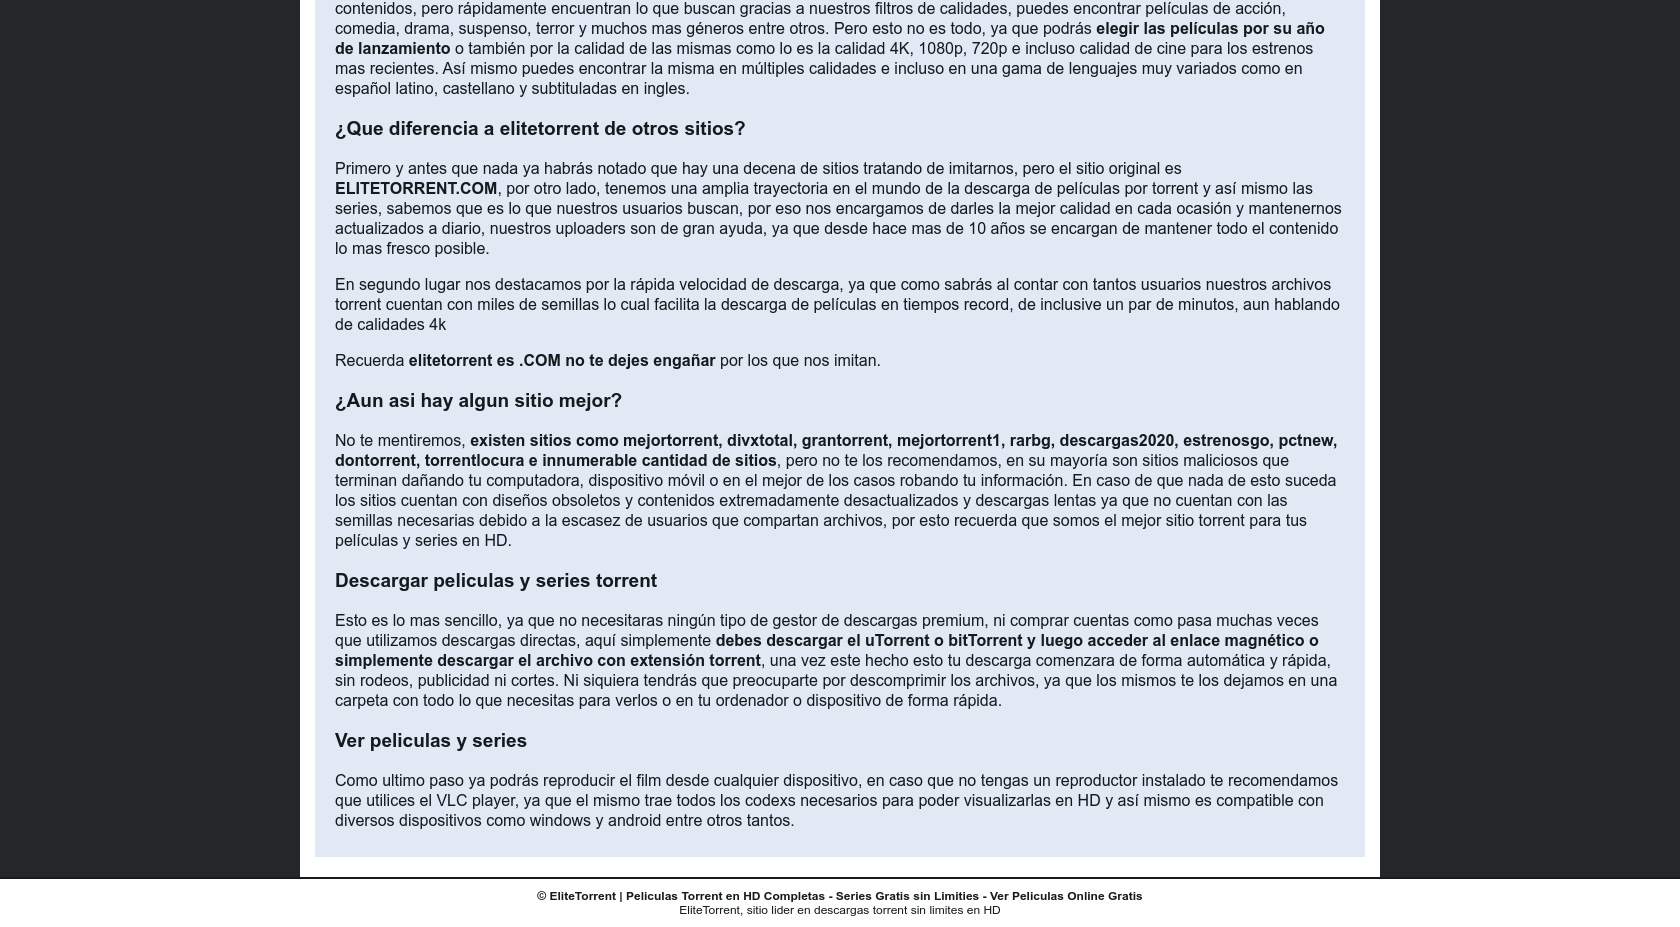 contenidos, pero rápidamente encuentran lo que buscan gracias a nuestros filtros de calidades, puedes encontrar películas de acción,
comedia, drama, suspenso, terror y muchos mas géneros entre otros. Pero esto no es todo, ya que podrás elegir las películas por su año
de lanzamiento o también por la calidad de las mismas como lo es la calidad 4K, 1080p, 720p e incluso calidad de cine para los estrenos
mas recientes. Así mismo puedes encontrar la misma en múltiples calidades e incluso en una gama de lenguajes muy variados como en
español latino, castellano y subtituladas en ingles.
¿Que diferencia a elitetorrent de otros sitios?
Primero y antes que nada ya habrás notado que hay una decena de sitios tratando de imitarnos, pero el sitio original es
ELITETORRENT.COM, por otro lado, tenemos una amplia trayectoria en el mundo de la descarga de películas por torrent y así mismo las
series, sabemos que es lo que nuestros usuarios buscan, por eso nos encargamos de darles la mejor calidad en cada ocasión y mantenernos
actualizados a diario, nuestros uploaders son de gran ayuda, ya que desde hace mas de 10 años se encargan de mantener todo el contenido
lo mas fresco posible.
En segundo lugar nos destacamos por la rápida velocidad de descarga, ya que como sabrás al contar con tantos usuarios nuestros archivos
torrent cuentan con miles de semillas lo cual facilita la descarga de películas en tiempos record, de inclusive un par de minutos, aun hablando
de calidades 4k
Recuerda elitetorrent es .COM no te dejes engañar por los que nos imitan.
¿Aun asi hay algun sitio mejor?
No te mentiremos, existen sitios como mejortorrent, divxtotal, grantorrent, mejortorrent1, rarbg, descargas2020, estrenosgo, pctnew,
dontorrent, torrentlocura e innumerable cantidad de sitios, pero no te los recomendamos, en su mayoría son sitios maliciosos que
terminan dañando tu computadora, dispositivo móvil o en el mejor de los casos robando tu información. En caso de que nada de esto suceda
los sitios cuentan con diseños obsoletos y contenidos extremadamente desactualizados y descargas lentas ya que no cuentan con las
semillas necesarias debido a la escasez de usuarios que compartan archivos, por esto recuerda que somos el mejor sitio torrent para tus
películas y series en HD.
Descargar peliculas y series torrent
Esto es lo mas sencillo, ya que no necesitaras ningún tipo de gestor de descargas premium, ni comprar cuentas como pasa muchas veces
que utilizamos descargas directas, aquí simplemente debes descargar el uTorrent o bitTorrent y luego acceder al enlace magnético o
simplemente descargar el archivo con extensión torrent, una vez este hecho esto tu descarga comenzara de forma automática y rápida,
sin rodeos, publicidad ni cortes. Ni siquiera tendrás que preocuparte por descomprimir los archivos, ya que los mismos te los dejamos en una
carpeta con todo lo que necesitas para verlos o en tu ordenador o dispositivo de forma rápida.
Ver peliculas y series
Como ultimo paso ya podrás reproducir el film desde cualquier dispositivo, en caso que no tengas un reproductor instalado te recomendamos
que utilices el VLC player, ya que el mismo trae todos los codexs necesarios para poder visualizarlas en HD y así mismo es compatible con
diversos dispositivos como windows y android entre otros tantos.
© EliteTorrent | Peliculas Torrent en HD Completas - Series Gratis sin Limities - Ver Peliculas Online Gratis
EliteTorrent, sitio lider en descargas torrent sin limites en HD